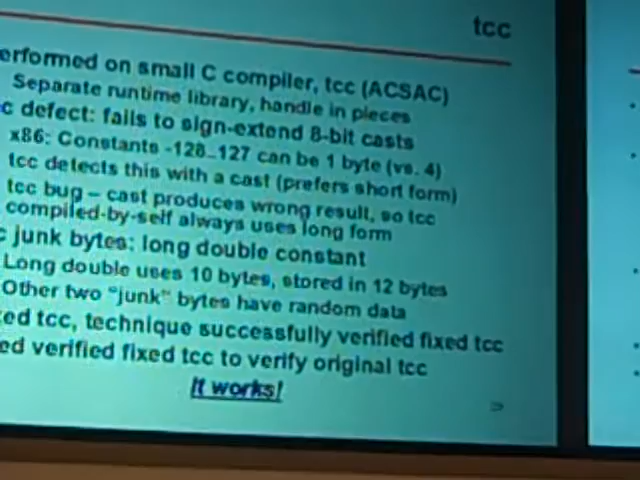 tcc
erformed on small C compiler, tcc (ACSAC)
Separate runtime library, handle in pieces
c defect: fails to sign-extend 8-bit casts
x86: Constants -128..127 can be 1 byte (vs. 4)
tcc detects this with a cast (prefers short form)
tcc bug – cast produces wrong result, so tcc
compiled-by-self always uses long form
c junk bytes: long double constant
Long double uses 10 bytes, stored in 12 bytes
Other two "junk" bytes have random data
ed tcc, technique successfully verified fixed tcc
ed verified fixed tcc to verify original tcc
It works!